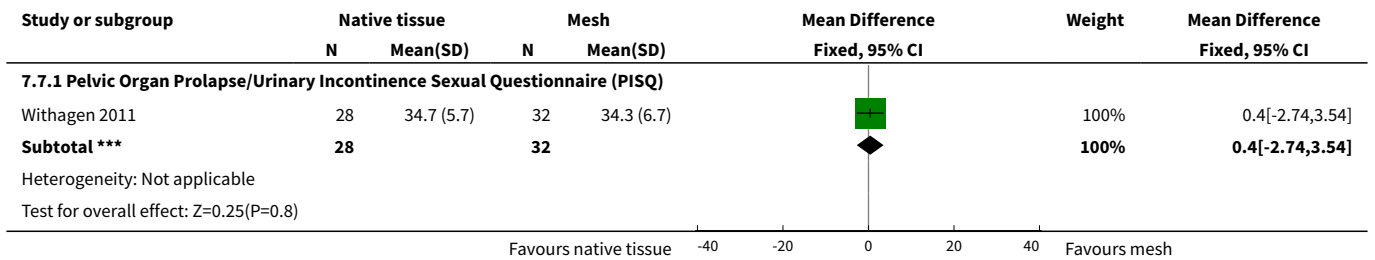 Study or subgroup Native tissue Mesh Mean Difference Weight Mean Difference
N Mean(SD) N Mean(SD) Fixed, 95% CI Fixed, 95% CI
7.7.1 Pelvic Organ Prolapse/Urinary Incontinence Sexual Questionnaire (PISQ)
Withagen 2011 28 34.7 (5.7) 32 34.3 (6.7) 100% 0.4[-2.74,3.54]
Subtotal *** 28 32 100% 0.4[-2.74,3.54]
Heterogeneity: Not applicable
Test for overall effect: Z=0.25(P=0.8)
Favours native tissue -40 -20 0 20 40 Favours mesh